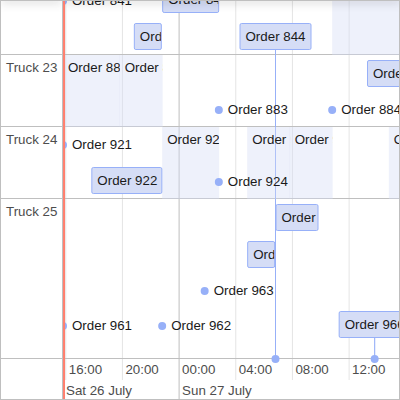 Order 841
Order 84
Ord
Order 844
Truck 23
Order 88
Order
Orde
Order 883
Order 884
Truck 24
Order 921
Order 92
Order
Order
Order 922
Order 924
Truck 25
Order
Ord
Order 963
Order 961
Order 962
Order 96
16:00
20:00
00:00
04:00
08:00
12:00
Sat 26 July
Sun 27 July